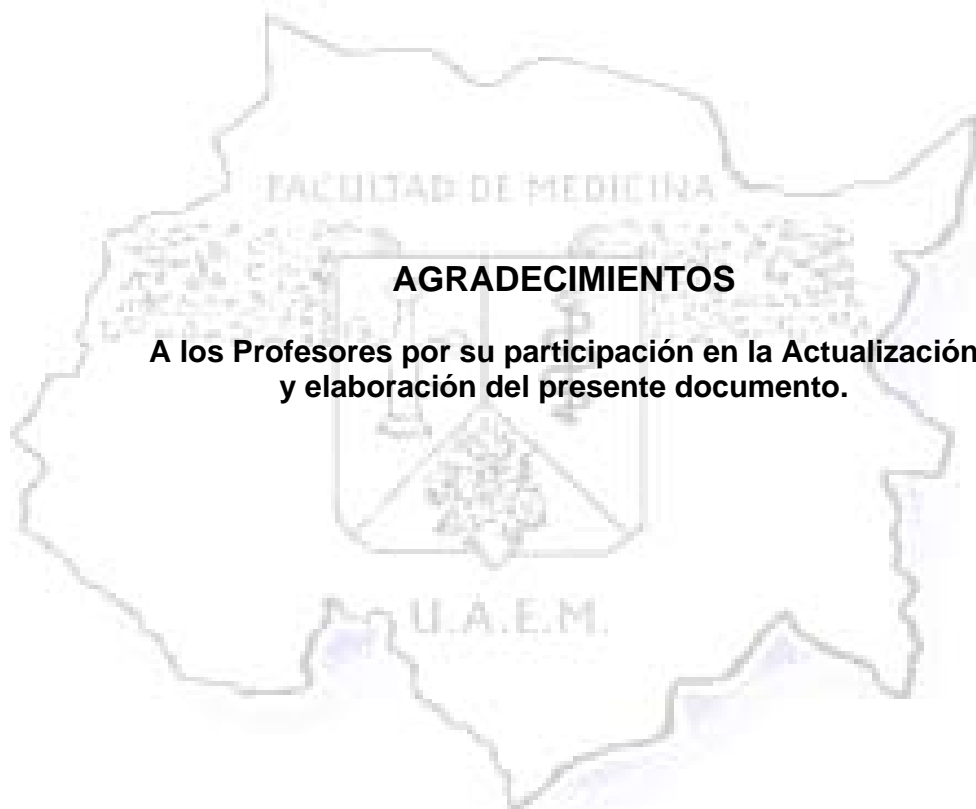 FACULTAD DE MEDICINA
AGRADECIMIENTOS
A los Profesores por su participación en la Actualización
y elaboración del presente documento.
U.A.E.M.